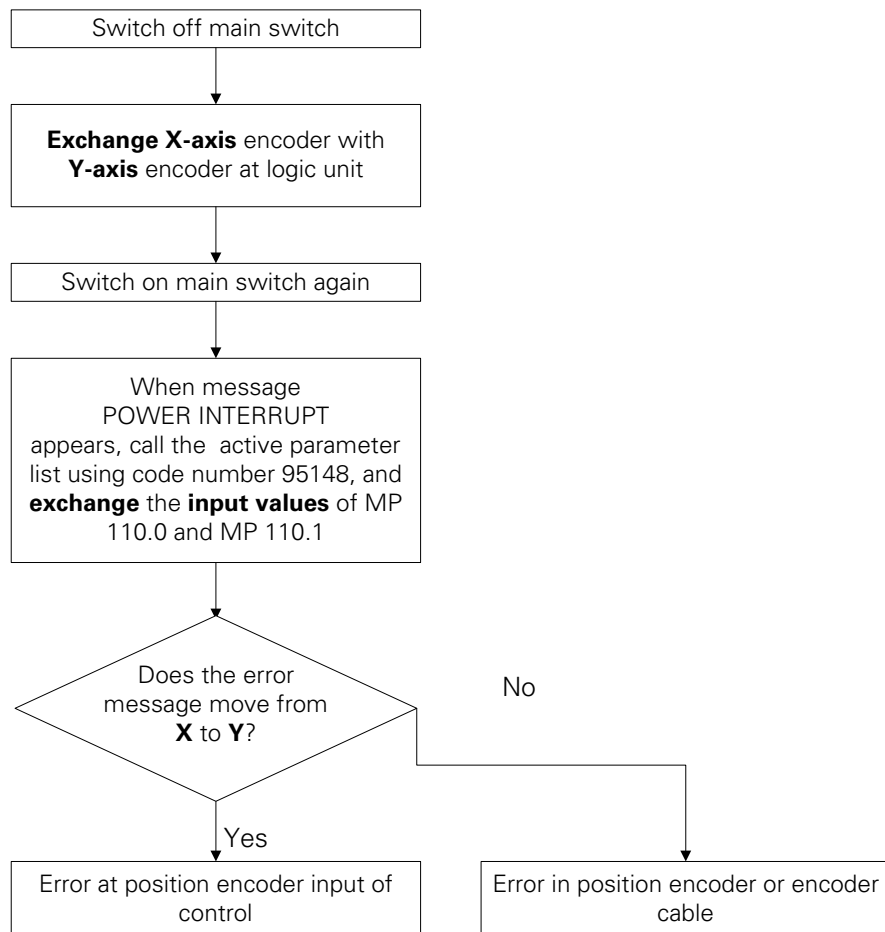 Switch off main switch
Exchange X-axis encoder with
Y-axis encoder at logic unit
Switch on main switch again
When message
POWER INTERRUPT
appears, call the active parameter
list using code number 95148, and
exchange the input values of MP
110.0 and MP 110.1
Does the error
message move from
X to Y?
No
Yes
Error at position encoder input of
control
Error in position encoder or encoder
cable